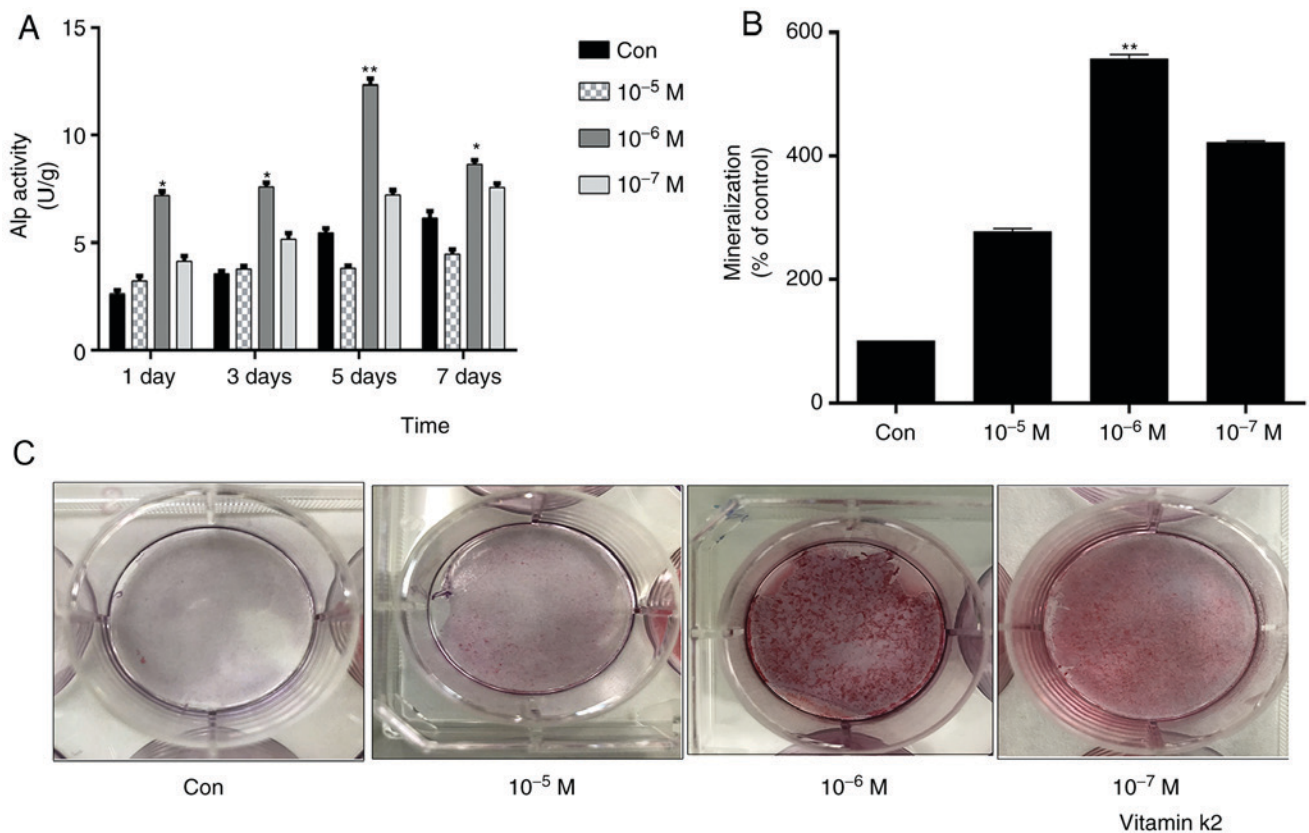 A
15
10
5
0
Alp activity
(U/g)
*
*
**
*
1 day
3 days
5 days
7 days
Time
Con
10⁻⁵ M
10⁻⁶ M
10⁻⁷ M
B
600
400
200
0
Mineralization
(% of control)
**
Con
10⁻⁵ M
10⁻⁶ M
10⁻⁷ M
C
Con
10⁻⁵ M
10⁻⁶ M
10⁻⁷ M
Vitamin k2